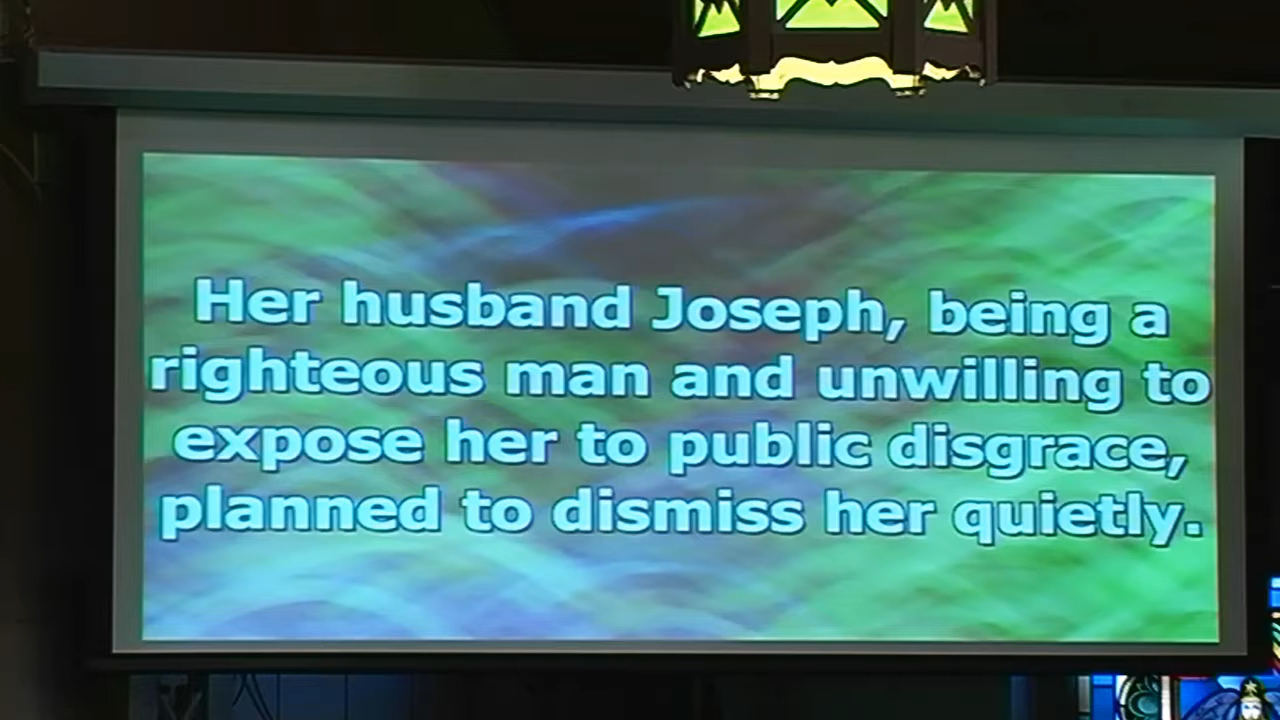 Her husband Joseph, being a
righteous man and unwilling to
expose her to public disgrace,
planned to dismiss her quietly.